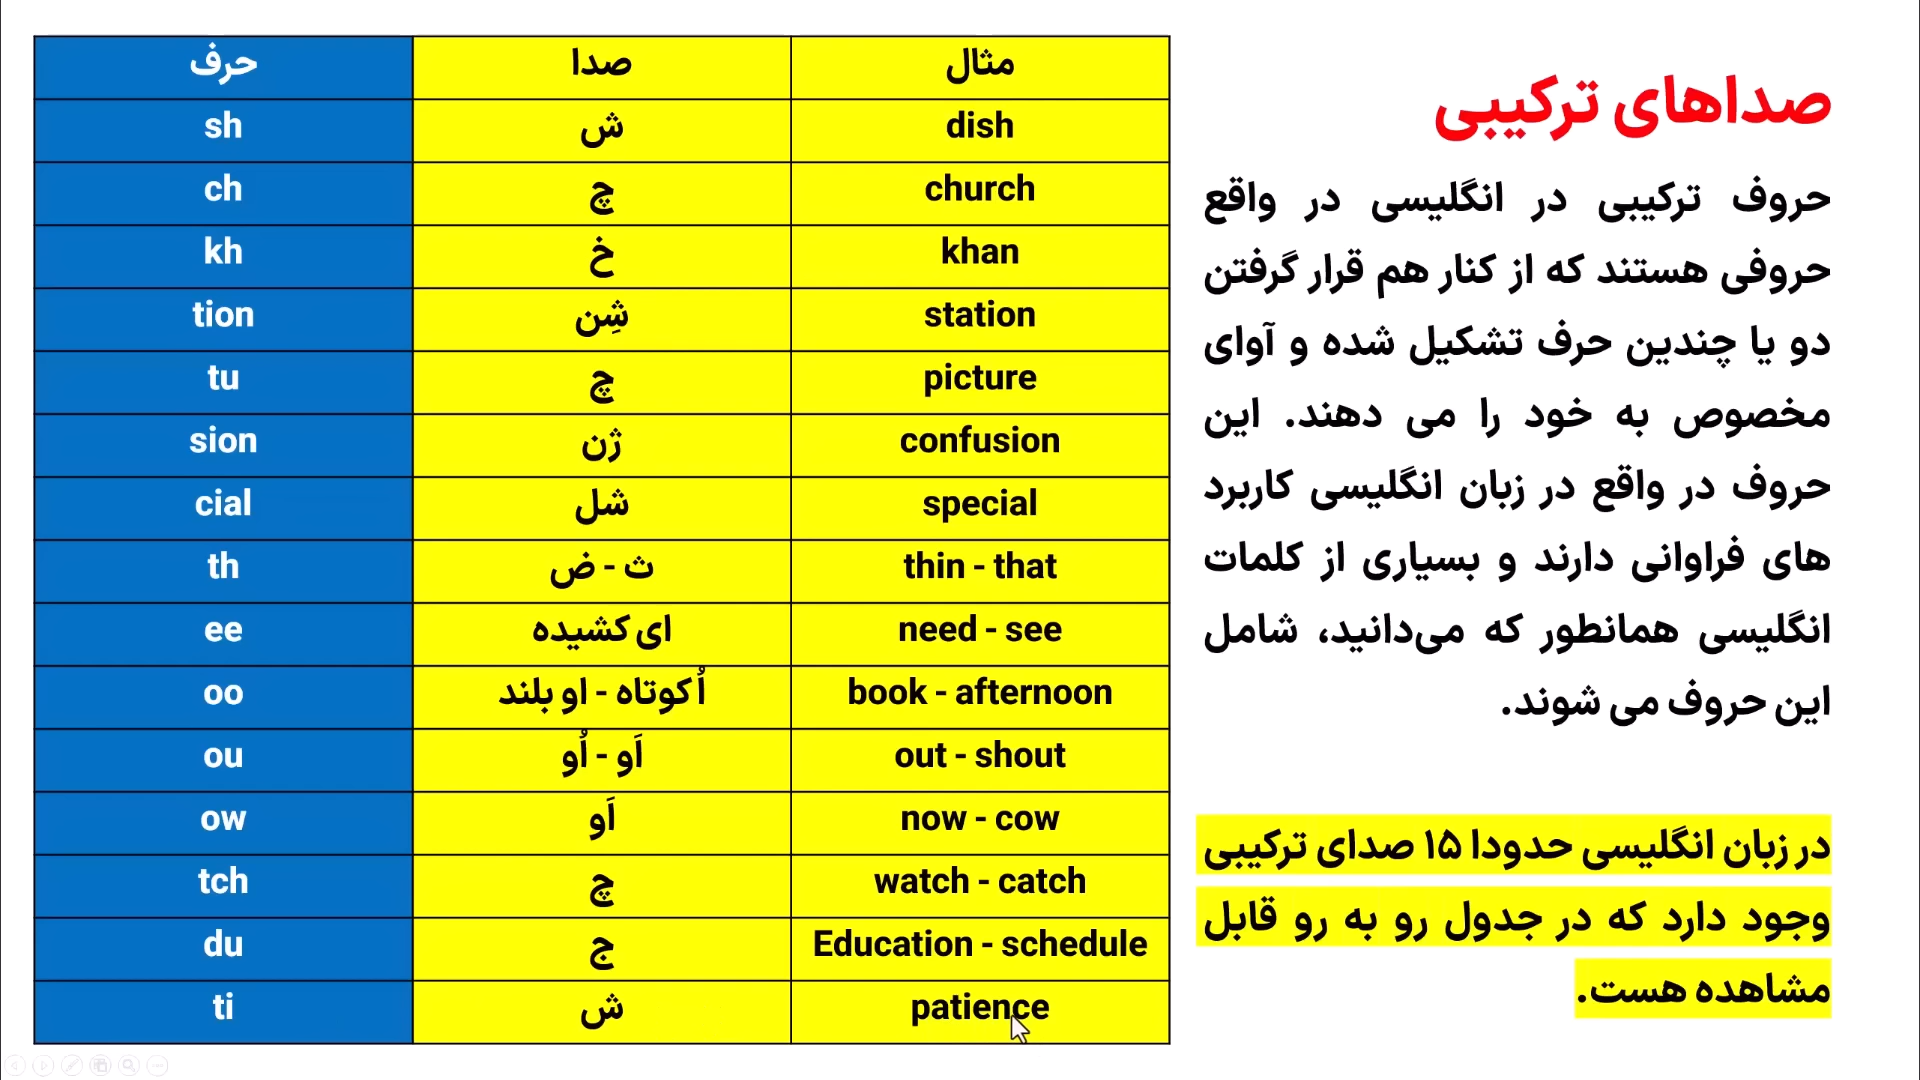 صداهای ترکیبی
حروف ترکیبی در انگلیسی در واقع
حروفی هستند که از کنار هم قرار گرفتن
دو یا چندین حرف تشکیل شده و آوای
مخصوص به خود را می دهند. این
حروف در واقع در زبان انگلیسی کاربرد
های فراوانی دارند و بسیاری از کلمات
انگلیسی همانطور که می‌دانید، شامل
این حروف می شوند.
در زبان انگلیسی حدودا ۱۵ صدای ترکیبی
وجود دارد که در جدول رو به رو قابل
مشاهده هست.
حرف صدا مثال
sh ش dish
ch چ church
kh خ khan
tion شِن station
tu چ picture
sion ژن confusion
cial شل special
th ث - ض thin - that
ee ای کشیده need - see
oo اُ کوتاه - او بلند book - afternoon
ou اَو - اُو out - shout
ow اَو now - cow
tch چ watch - catch
du ج Education - schedule
ti ش patience